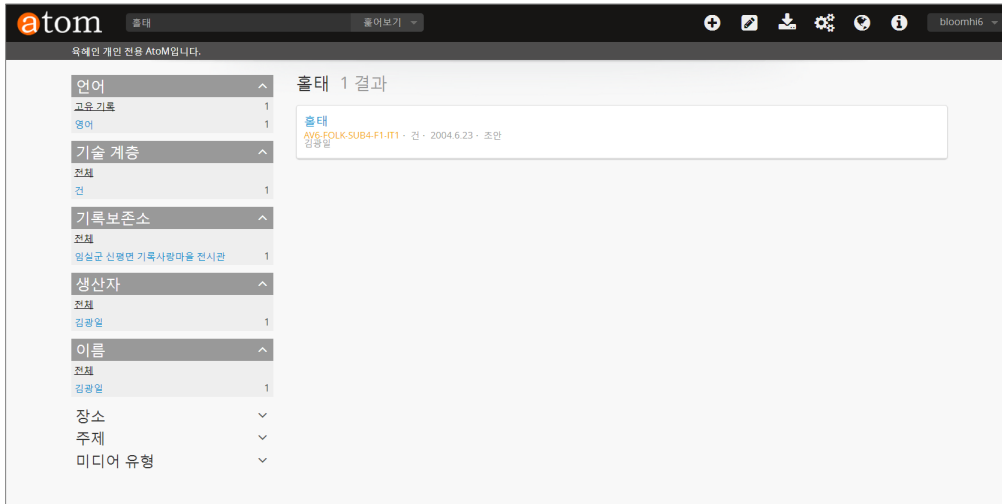 atom 홀태 훑어보기 bloomhi6
육혜인 개인 전용 AtoM입니다.
언어
고유 기록 1
영어 1
기술 계층
전체
건 1
기록보존소
전체
임실군 신평면 기록사랑마을 전시관 1
생산자
전체
김광일 1
이름
전체
김광일 1
장소
주제
미디어 유형
홀태 1 결과
홀태
AV6-FOLK-SUB4-F1-IT1 · 건 · 2004.6.23 · 초안
김광일